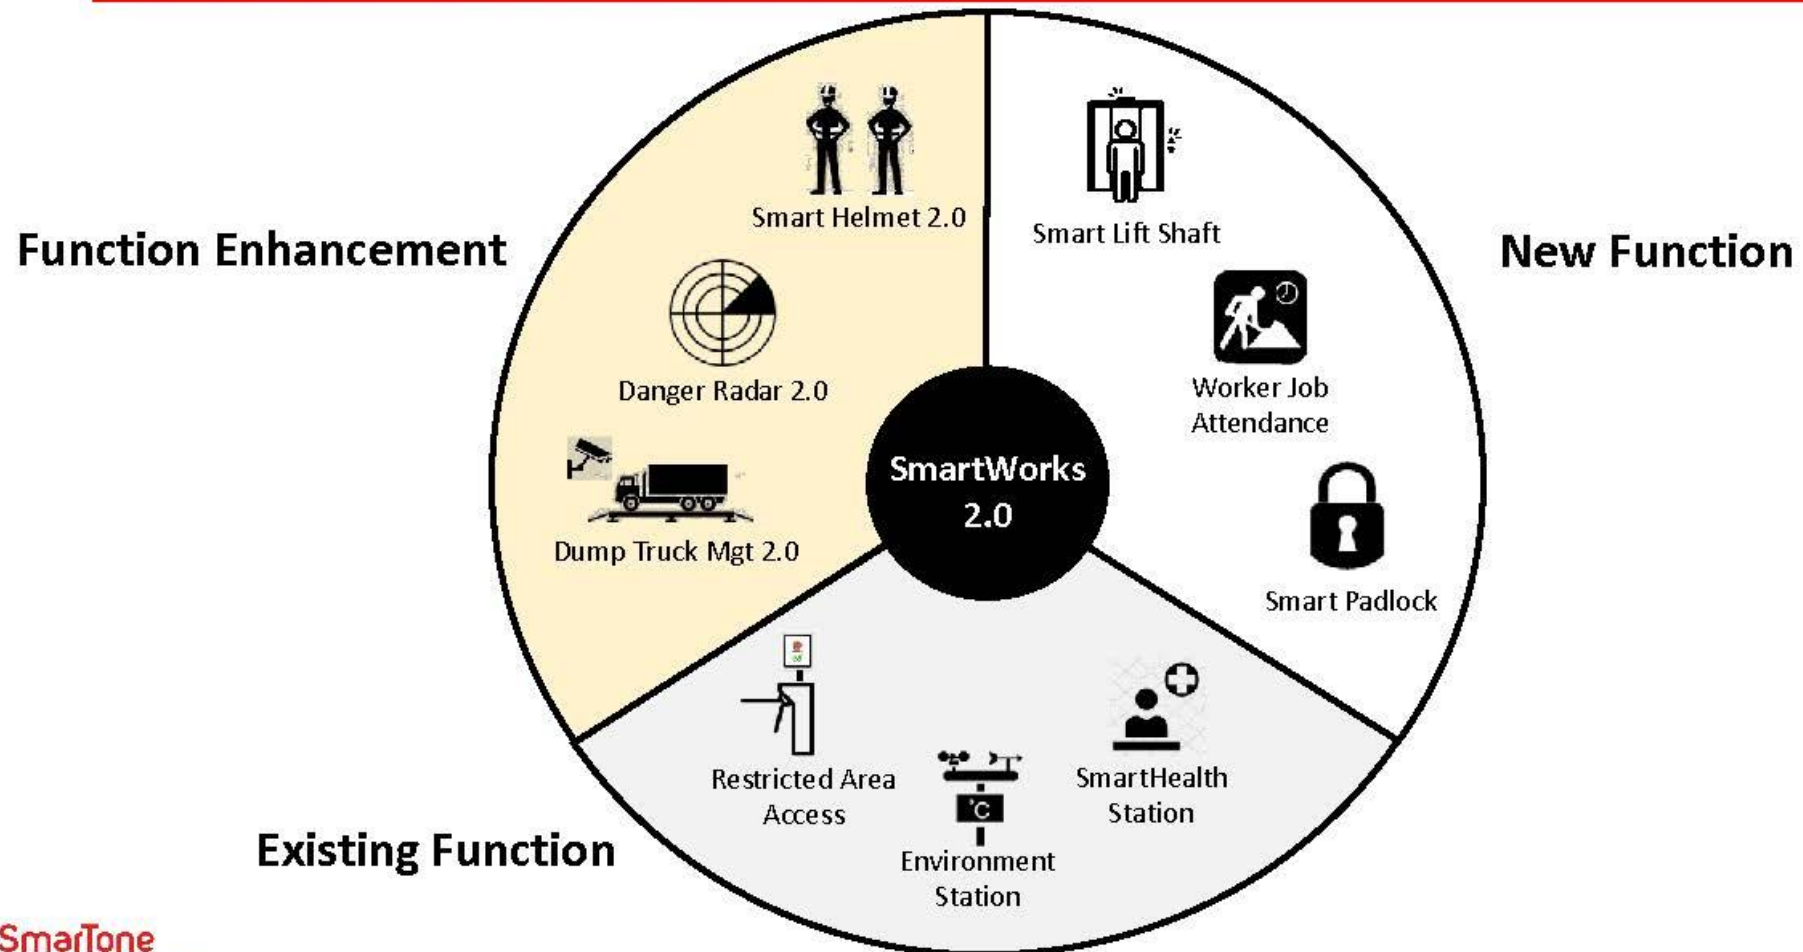 Function Enhancement
Smart Helmet 2.0
Danger Radar 2.0
Dump Truck Mgt 2.0
New Function
Smart Lift Shaft
Worker Job
Attendance
Smart Padlock
SmartWorks
2.0
Existing Function
Restricted Area
Access
°C
Environment
Station
SmartHealth
Station
SmarTone